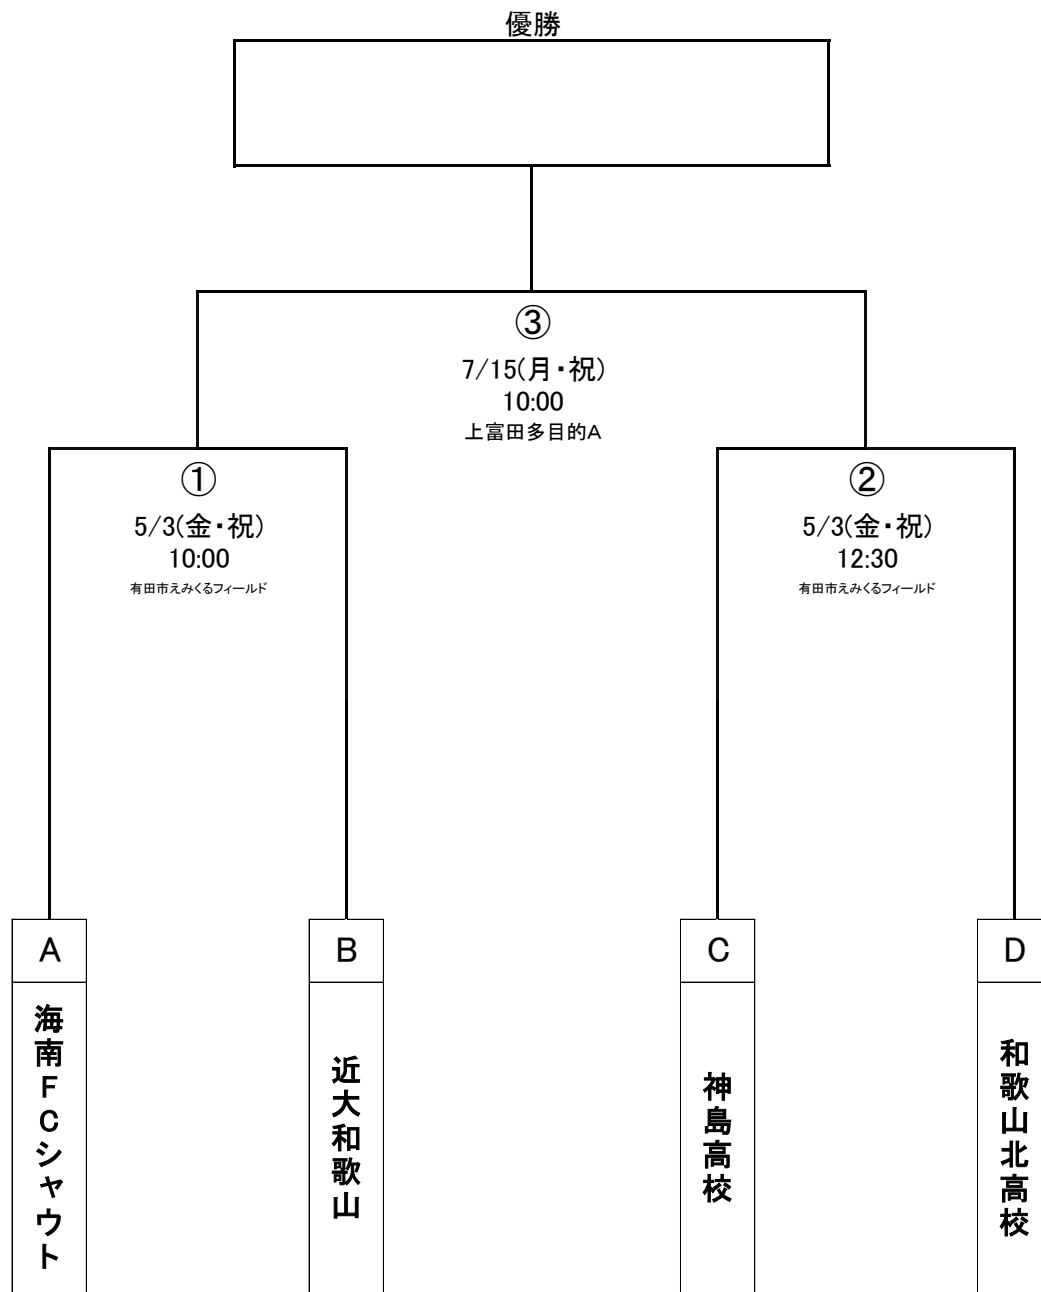 優勝
③
7/15(月・祝)
10:00
上富田多目的A
①
5/3(金・祝)
10:00
有田市えみくるフィールド
②
5/3(金・祝)
12:30
有田市えみくるフィールド
A
海南FCシャウト
B
近大和歌山
C
神島高校
D
和歌山北高校